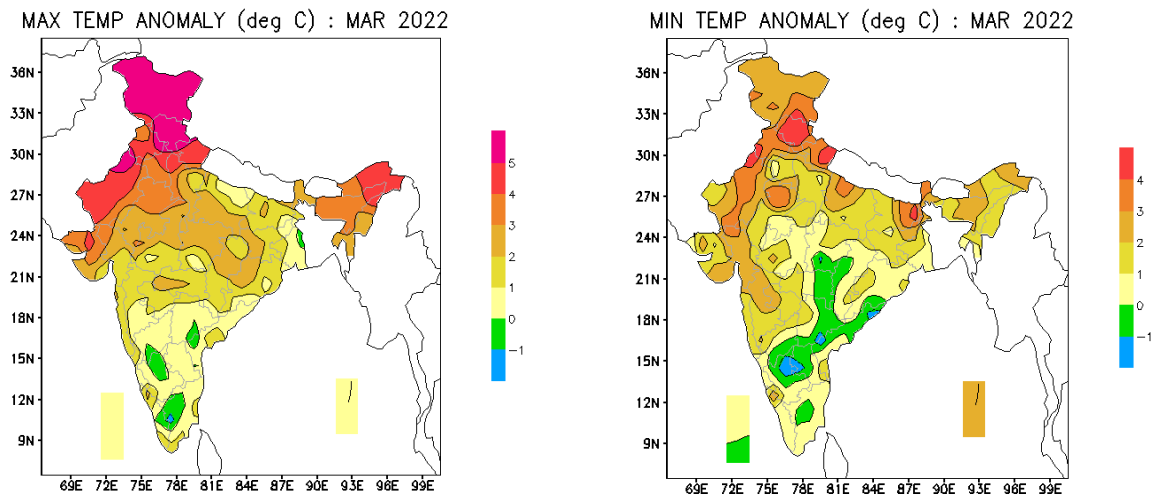 MAX TEMP ANOMALY (deg C) : MAR 2022
36N
33N
30N
27N
24N
21N
18N
15N
12N
9N
69E 72E 75E 78E 81E 84E 87E 90E 93E 96E 99E
5
4
3
2
1
0
−1
MIN TEMP ANOMALY (deg C) : MAR 2022
36N
33N
30N
27N
24N
21N
18N
15N
12N
9N
69E 72E 75E 78E 81E 84E 87E 90E 93E 96E 99E
4
3
2
1
0
−1